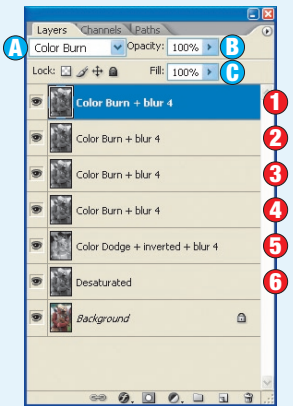 Layers Channels Paths
A Color Burn Opacity: 100% B
Lock: Fill: 100% C
Color Burn + blur 4 1
Color Burn + blur 4 2
Color Burn + blur 4 3
Color Burn + blur 4 4
Color Dodge + inverted + blur 4 5
Desaturated 6
Background